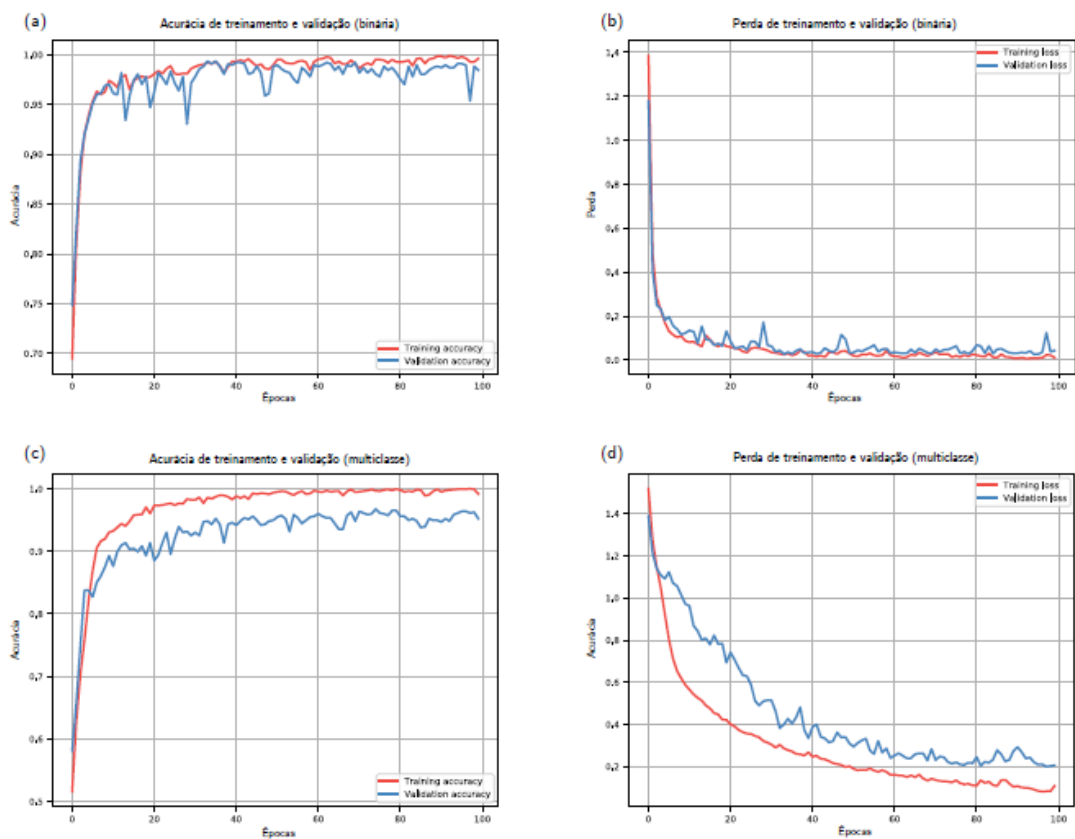 (a)
Acurácia de treinamento e validação (binária)
1,00
0,95
0,90
0,85
0,80
0,75
0,70
Acurácia
Training accuracy
Validation accuracy
0
20
40
60
80
100
Épocas
(b)
Perda de treinamento e validação (binária)
1,4
1,2
1,0
0,8
0,6
0,4
0,2
0,0
Perda
Training loss
Validation loss
0
20
40
60
80
100
Épocas
(c)
Acurácia de treinamento e validação (multiclasse)
1,0
0,9
0,8
0,7
0,6
0,5
Acurácia
Training accuracy
Validation accuracy
0
20
40
60
80
100
Épocas
(d)
Perda de treinamento e validação (multiclasse)
1,4
1,2
1,0
0,8
0,6
0,4
0,2
Acurácia
Training loss
Validation loss
0
20
40
60
80
100
Épocas